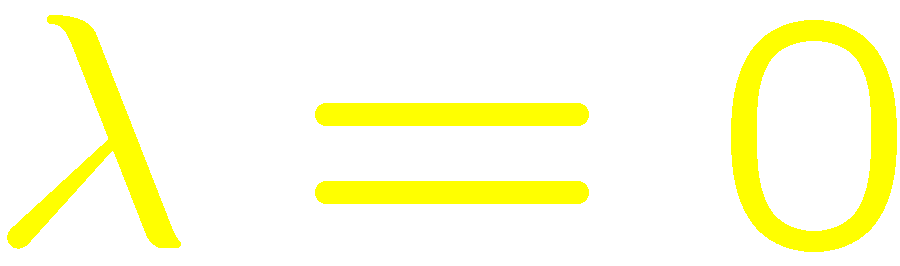 λ = 0